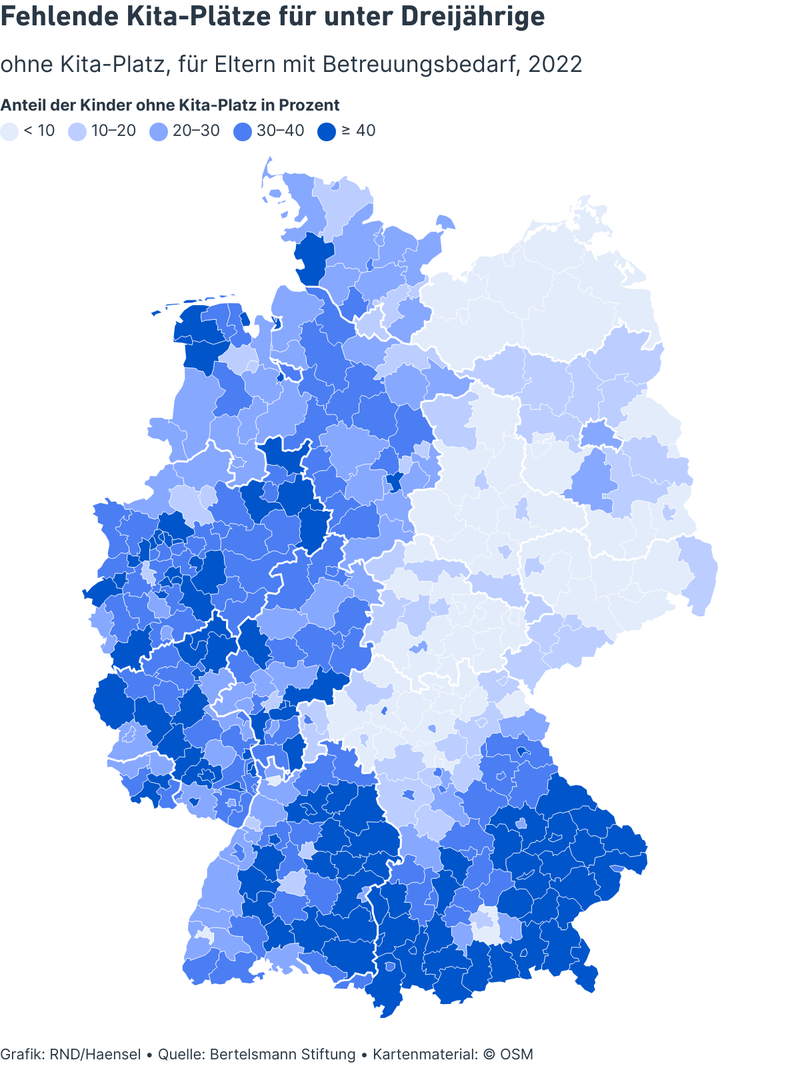 Fehlende Kita-Plätze für unter Dreijährige
ohne Kita-Platz, für Eltern mit Betreuungsbedarf, 2022
Anteil der Kinder ohne Kita-Platz in Prozent
< 10 10–20 20–30 30–40 ≥ 40
Grafik: RND/Haensel • Quelle: Bertelsmann Stiftung • Kartenmaterial: © OSM